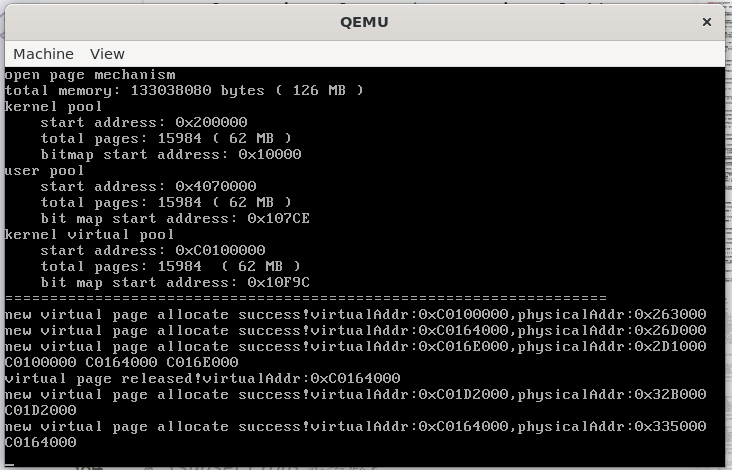 QEMU
Machine View
open page mechanism
total memory: 133038080 bytes ( 126 MB )
kernel pool
    start address: 0x200000
    total pages: 15984 ( 62 MB )
    bitmap start address: 0x10000
user pool
    start address: 0x4070000
    total pages: 15984 ( 62 MB )
    bit map start address: 0x107CE
kernel virtual pool
    start address: 0xC0100000
    total pages: 15984  ( 62 MB )
    bit map start address: 0x10F9C
===================================================================
new virtual page allocate success!virtualAddr:0xC0100000,physicalAddr:0x263000
new virtual page allocate success!virtualAddr:0xC0164000,physicalAddr:0x26D000
new virtual page allocate success!virtualAddr:0xC016E000,physicalAddr:0x2D1000
C0100000 C0164000 C016E000
virtual page released!virtualAddr:0xC0164000
new virtual page allocate success!virtualAddr:0xC01D2000,physicalAddr:0x32B000
C01D2000
new virtual page allocate success!virtualAddr:0xC0164000,physicalAddr:0x335000
C0164000